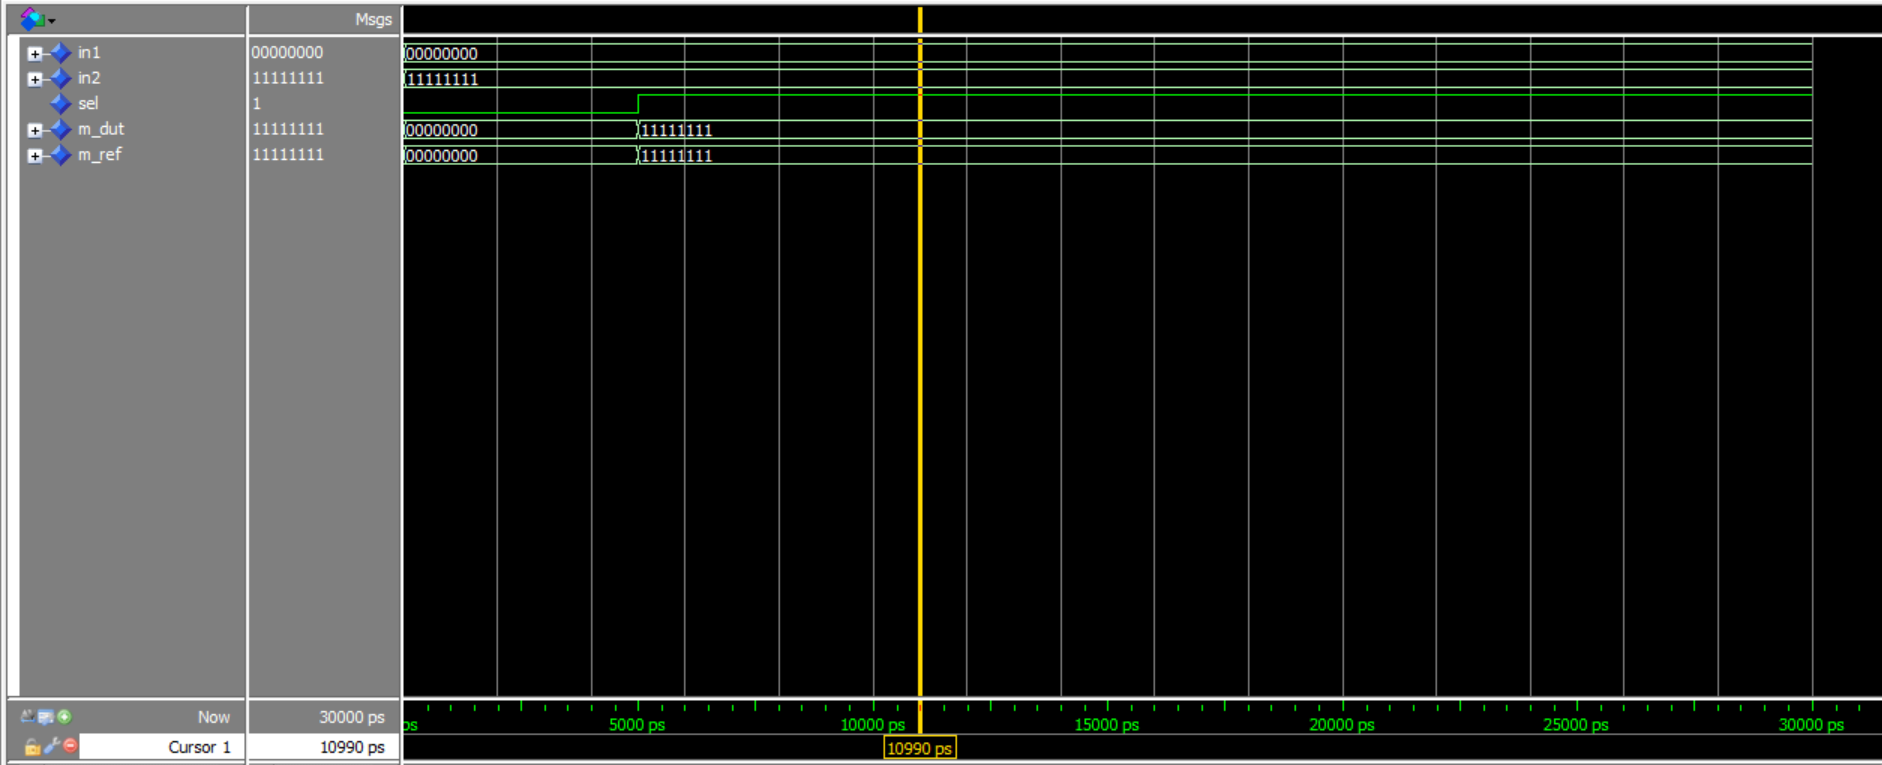 Msgs
in1 00000000 00000000
in2 11111111 11111111
sel 1
m_dut 11111111 00000000 11111111
m_ref 11111111 00000000 11111111
Now 30000 ps ps 5000 ps 10000 ps 15000 ps 20000 ps 25000 ps 30000 ps
Cursor 1 10990 ps 10990 ps